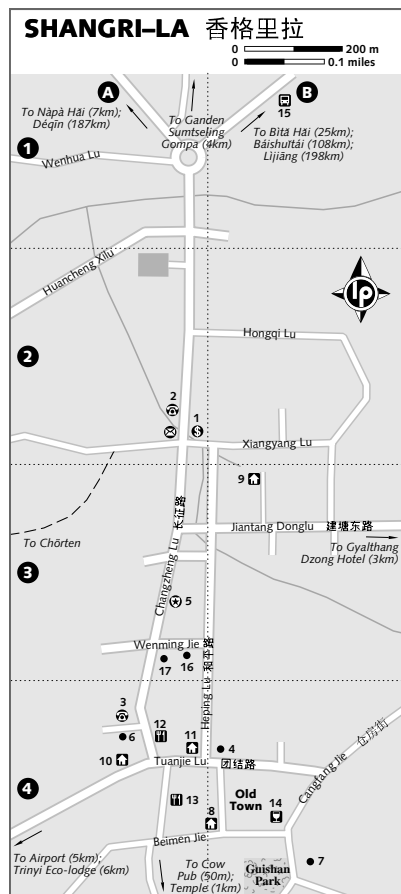 SHANGRI–LA 香格里拉
0 200 m
0 0.1 miles
A
B
15
To Nàpà Hǎi (7km);
Déqīn (187km)
To Ganden
Sumtseling
Gompa (4km)
To Bìtǎ Hǎi (25km);
Báishuǐtái (108km);
Lìjiāng (198km)
1
Wenhua Lu
Huancheng Xilu
lp
Hongqi Lu
2
2
1
$
Xiangyang Lu
9
Jiantang Donglu 建塘东路
To Chörten
To Gyalthang
Dzong Hotel (3km)
3
Changzheng Lu 长征路
5
Wenming Jie
17
16
Heping Lu 和平路
3
12
11
6
4
10
Tuanjie Lu 团结路
Cangfang Jie 仓房街
4
13
8
Old
Town
14
Beimen Jie
7
To Airport (5km);
Trinyi Eco-lodge (6km)
To Cow
Pub (50m);
Temple (1km)
Guishan
Park